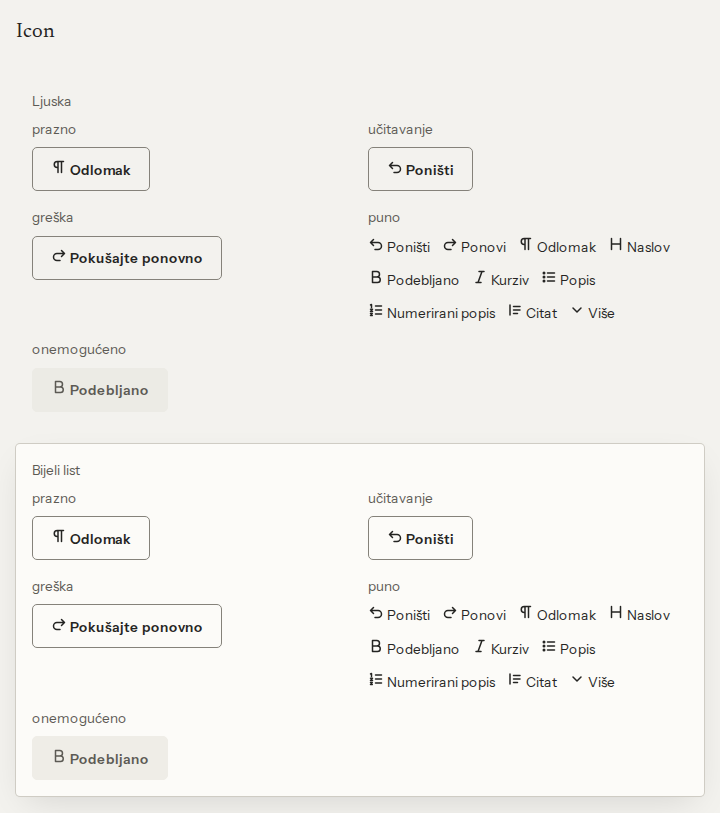 Icon
Ljuska
prazno
učitavanje
Odlomak
Poništi
greška
puno
Pokušajte ponovno
Poništi Ponovi Odlomak Naslov
Podebljano Kurziv Popis
Numerirani popis Citat Više
onemogućeno
Podebljano
Bijeli list
prazno
učitavanje
Odlomak
Poništi
greška
puno
Pokušajte ponovno
Poništi Ponovi Odlomak Naslov
Podebljano Kurziv Popis
Numerirani popis Citat Više
onemogućeno
Podebljano